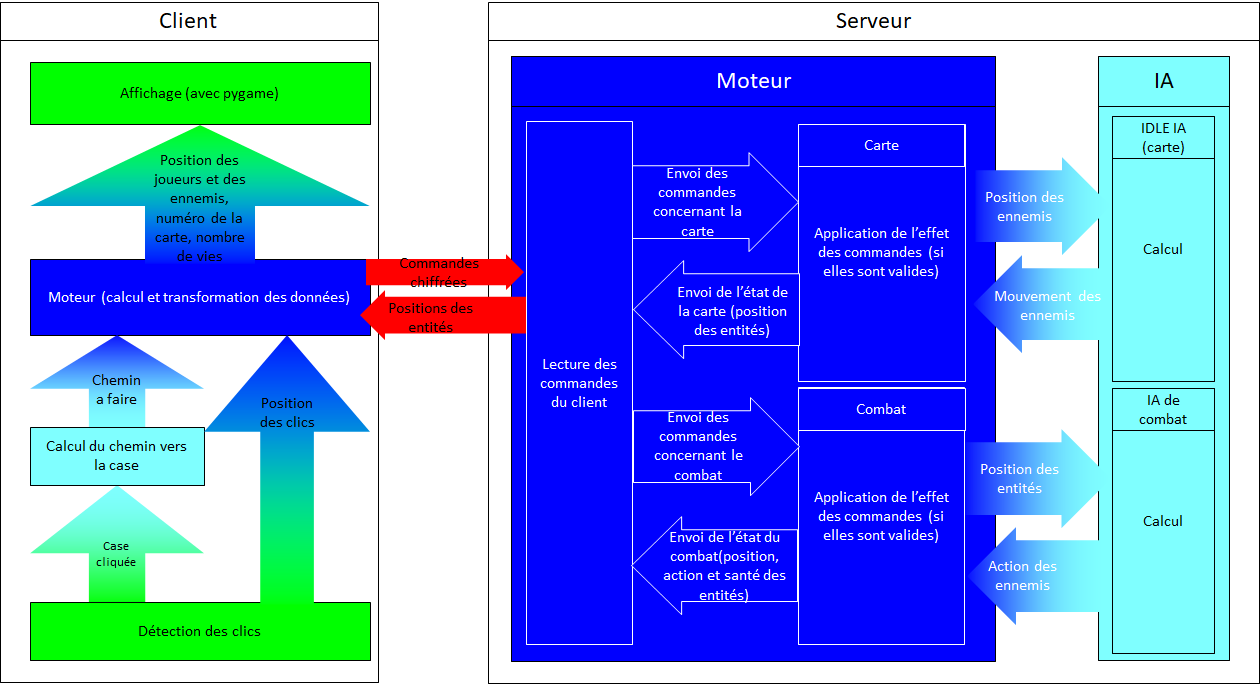 Client
Affichage (avec pygame)
Position des
joueurs et des
ennemis,
numéro de la
carte, nombre
de vies
Moteur (calcul et transformation des données)
Chemin
a faire
Position
des clics
Calcul du chemin vers
la case
Case
cliquée
Détection des clics
Commandes
chiffrées
Positions des
entités
Serveur
Moteur
Lecture des
commandes
du client
Envoi des
commandes
concernant la
carte
Envoi de l’état de
la carte (position
des entités)
Envoi des
commandes
concernant le
combat
Envoi de l’état du
combat(position,
action et santé des
entités)
Carte
Application de l’effet
des commandes (si
elles sont valides)
Combat
Application de l’effet
des commandes (si
elles sont valides)
Position des
ennemis
Mouvement des
ennemis
Position des
entités
Action des
ennemis
IA
IDLE IA
(carte)
Calcul
IA de
combat
Calcul